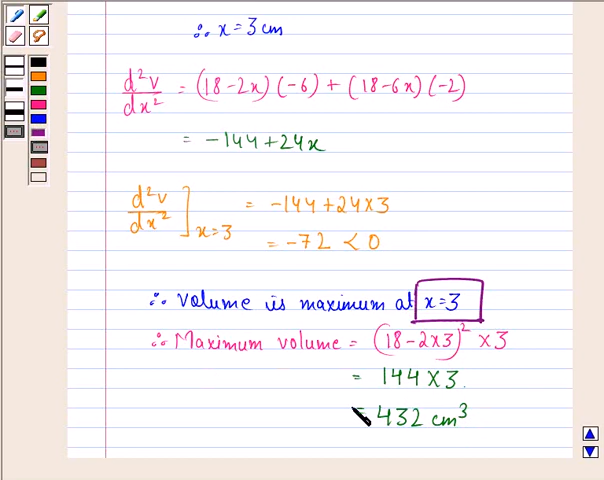 ∴ x = 3 cm
d²v/dx² = (18-2x)(-6) + (18-6x)(-2)
= -144+24x
d²v/dx²]x=3 = -144+24×3
= -72 < 0
∴ Volume is maximum at x=3
∴ Maximum volume = (18-2×3)² × 3
= 144 × 3.
= 432 cm³